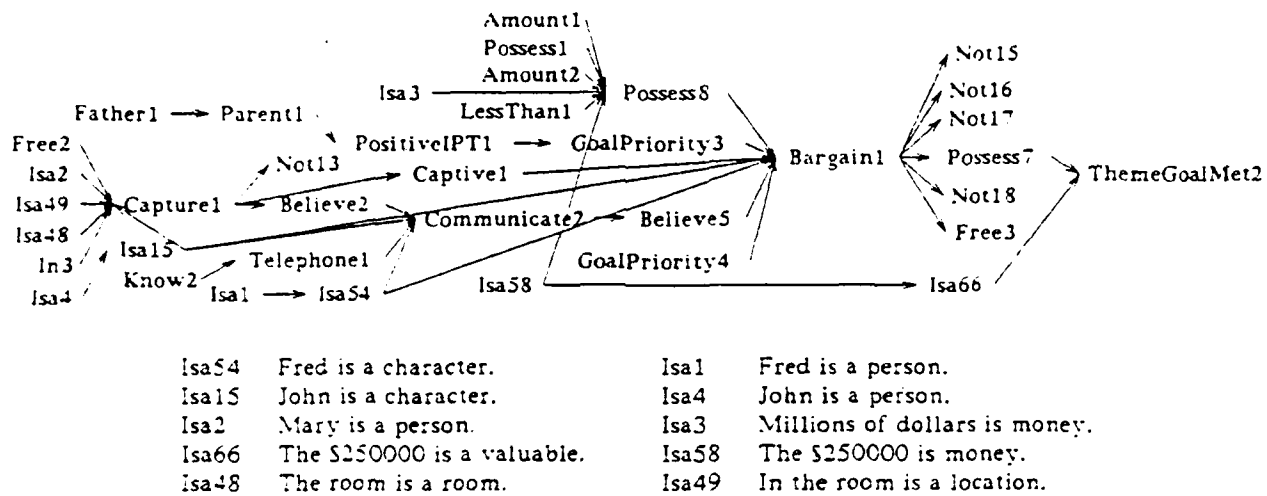 Amount1
Possess1
Not15
Amount2
Not16
Isa3
Possess8
LessThan1
Not17
Father1
Parent1
Free2
PositiveIPT1
GoalPriority3
Bargain1
Possess7
Not13
Isa2
Captive1
ThemeGoalMet2
Not18
Isa49
Capture1
Believe2
Communicate2
Believe5
Isa48
Free3
Isa15
In3
Telephone1
GoalPriority4
Know2
Isa4
Isa1
Isa54
Isa58
Isa66
Isa54 Fred is a character. Isa1 Fred is a person.
Isa15 John is a character. Isa4 John is a person.
Isa2 Mary is a person. Isa3 Millions of dollars is money.
Isa66 The $250000 is a valuable. Isa58 The $250000 is money.
Isa48 The room is a room. Isa49 In the room is a location.